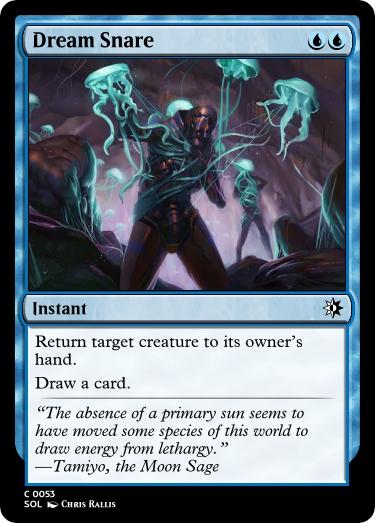 Dream Snare
Instant
Return target creature to its owner's
hand.
Draw a card.
"The absence of a primary sun seems to
have moved some species of this world to
draw energy from lethargy."
—Tamiyo, the Moon Sage
C 0053
SOL Chris Rallis